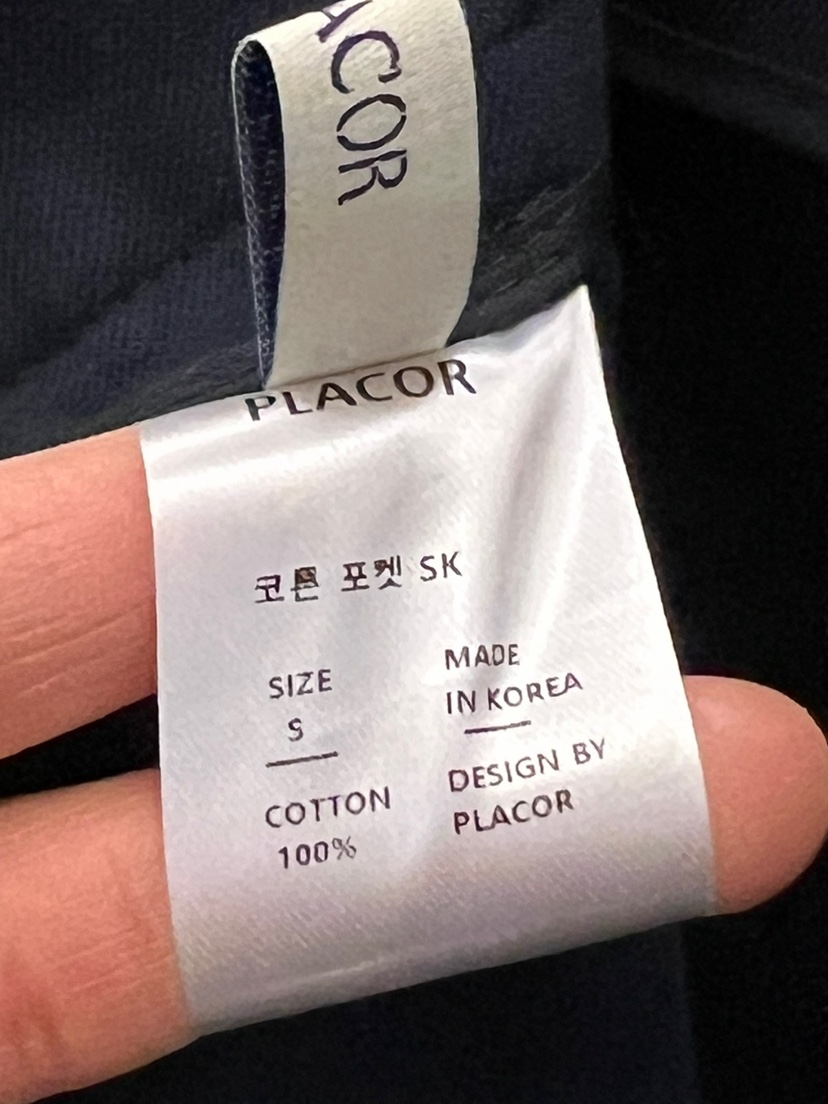 ACOR
PLACOR
코튼 포켓 SK
SIZE
S
COTTON
100%
MADE
IN KOREA
DESIGN BY
PLACOR